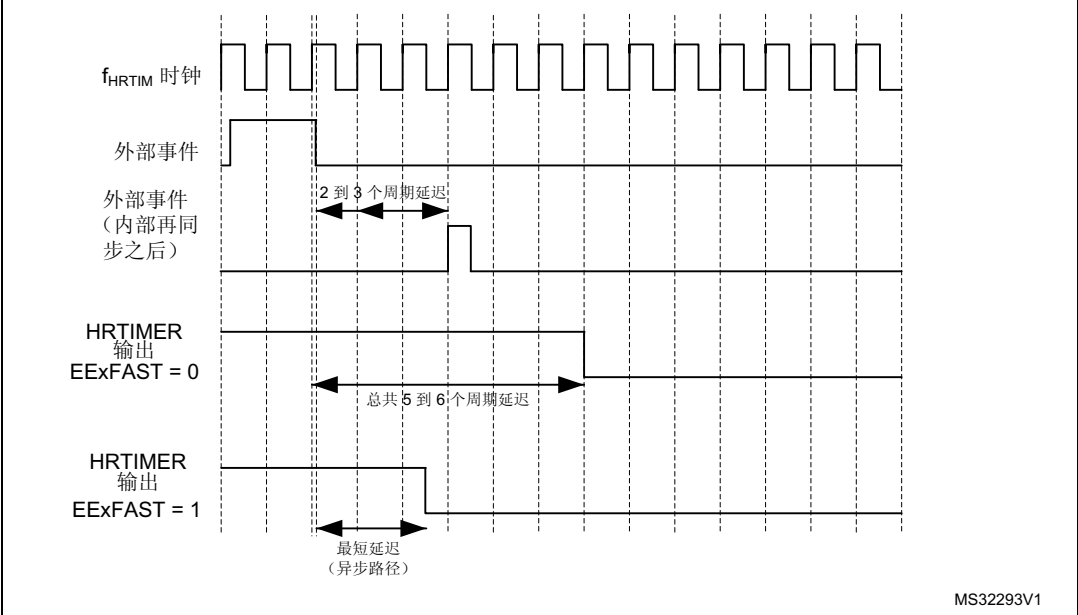 fHRTIM 时钟
外部事件
2 到 3 个周期延迟
外部事件
（内部再同
步之后）
HRTIMER
输出
EExFAST = 0
总共 5 到 6 个周期延迟
HRTIMER
输出
EExFAST = 1
最短延迟
（异步路径）
MS32293V1